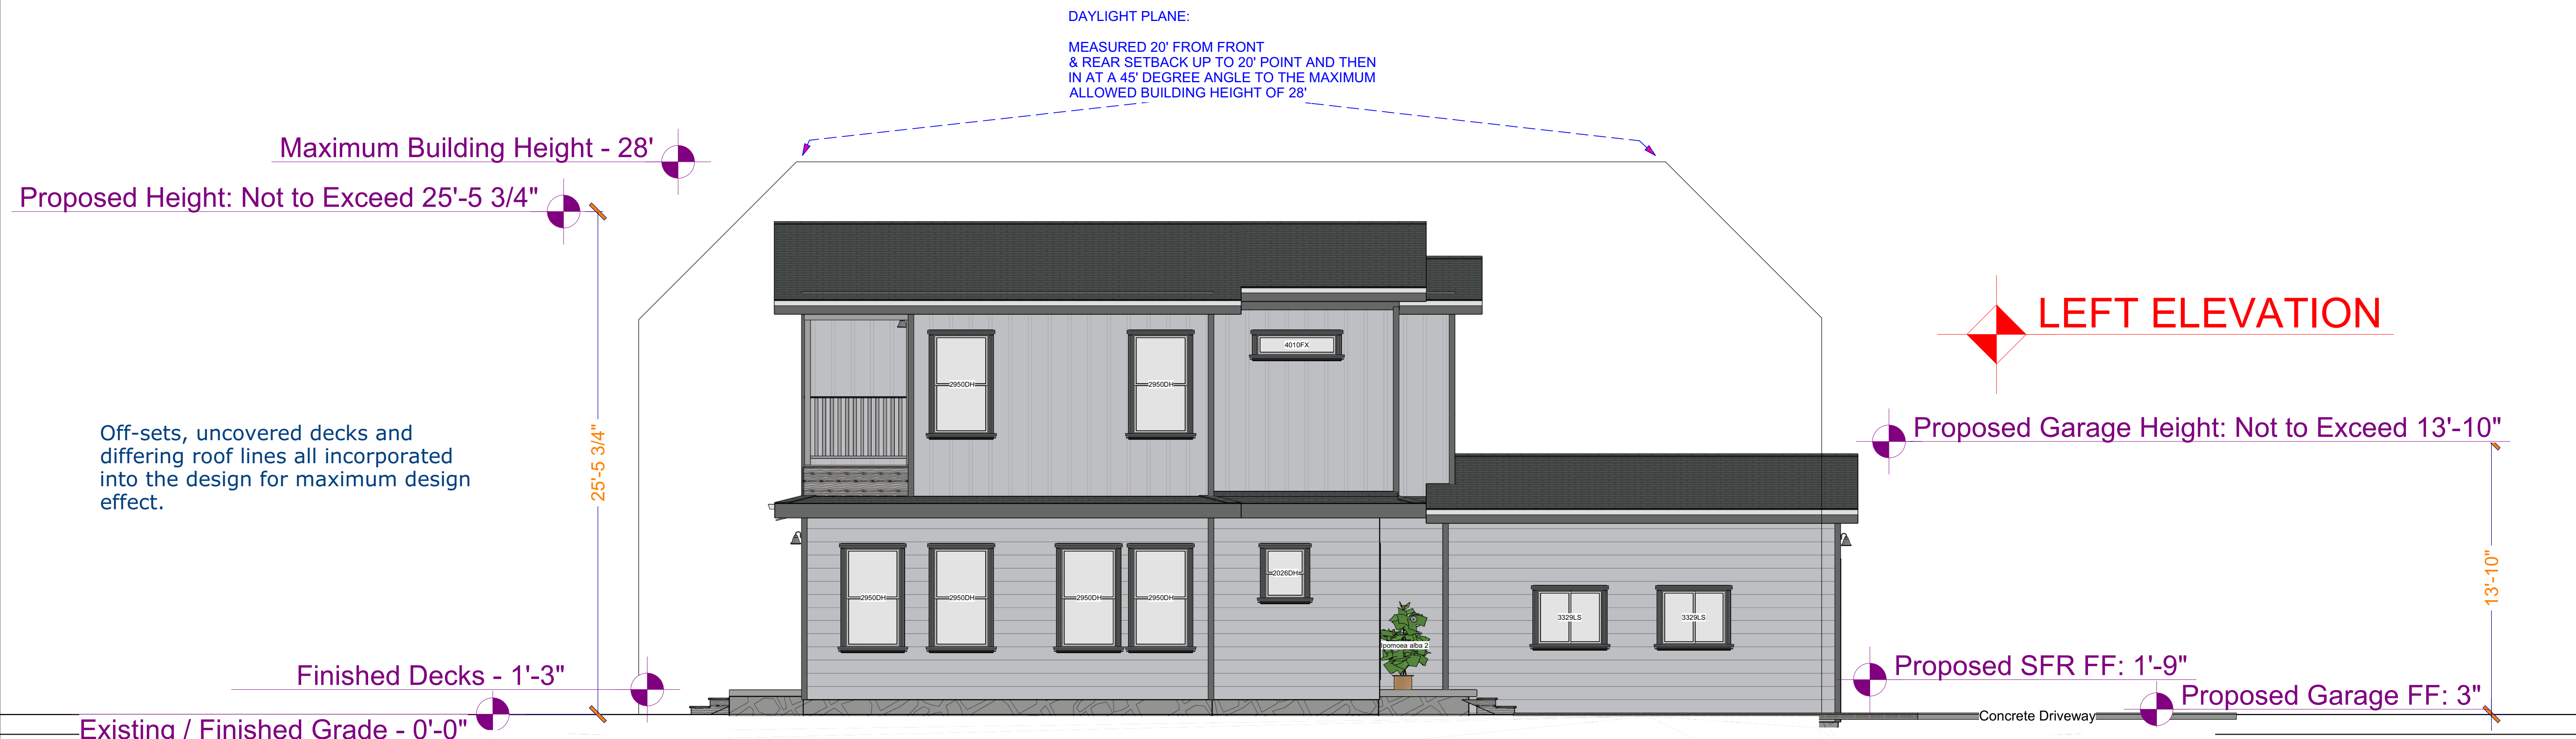 DAYLIGHT PLANE:
MEASURED 20' FROM FRONT
& REAR SETBACK UP TO 20' POINT AND THEN
IN AT A 45' DEGREE ANGLE TO THE MAXIMUM
ALLOWED BUILDING HEIGHT OF 28'
Maximum Building Height - 28'
Proposed Height: Not to Exceed 25'-5 3/4"
LEFT ELEVATION
4010FX
2950DH
2950DH
Proposed Garage Height: Not to Exceed 13'-10"
Off-sets, uncovered decks and
differing roof lines all incorporated
into the design for maximum design
effect.
25'-5 3/4"
2026DH
2950DH
2950DH
2950DH
2950DH
3329LS
3329LS
13'-10"
Ipomoea alba 2
Finished Decks - 1'-3"
Proposed SFR FF: 1'-9"
Proposed Garage FF: 3"
Concrete Driveway
Existing / Finished Grade - 0'-0"